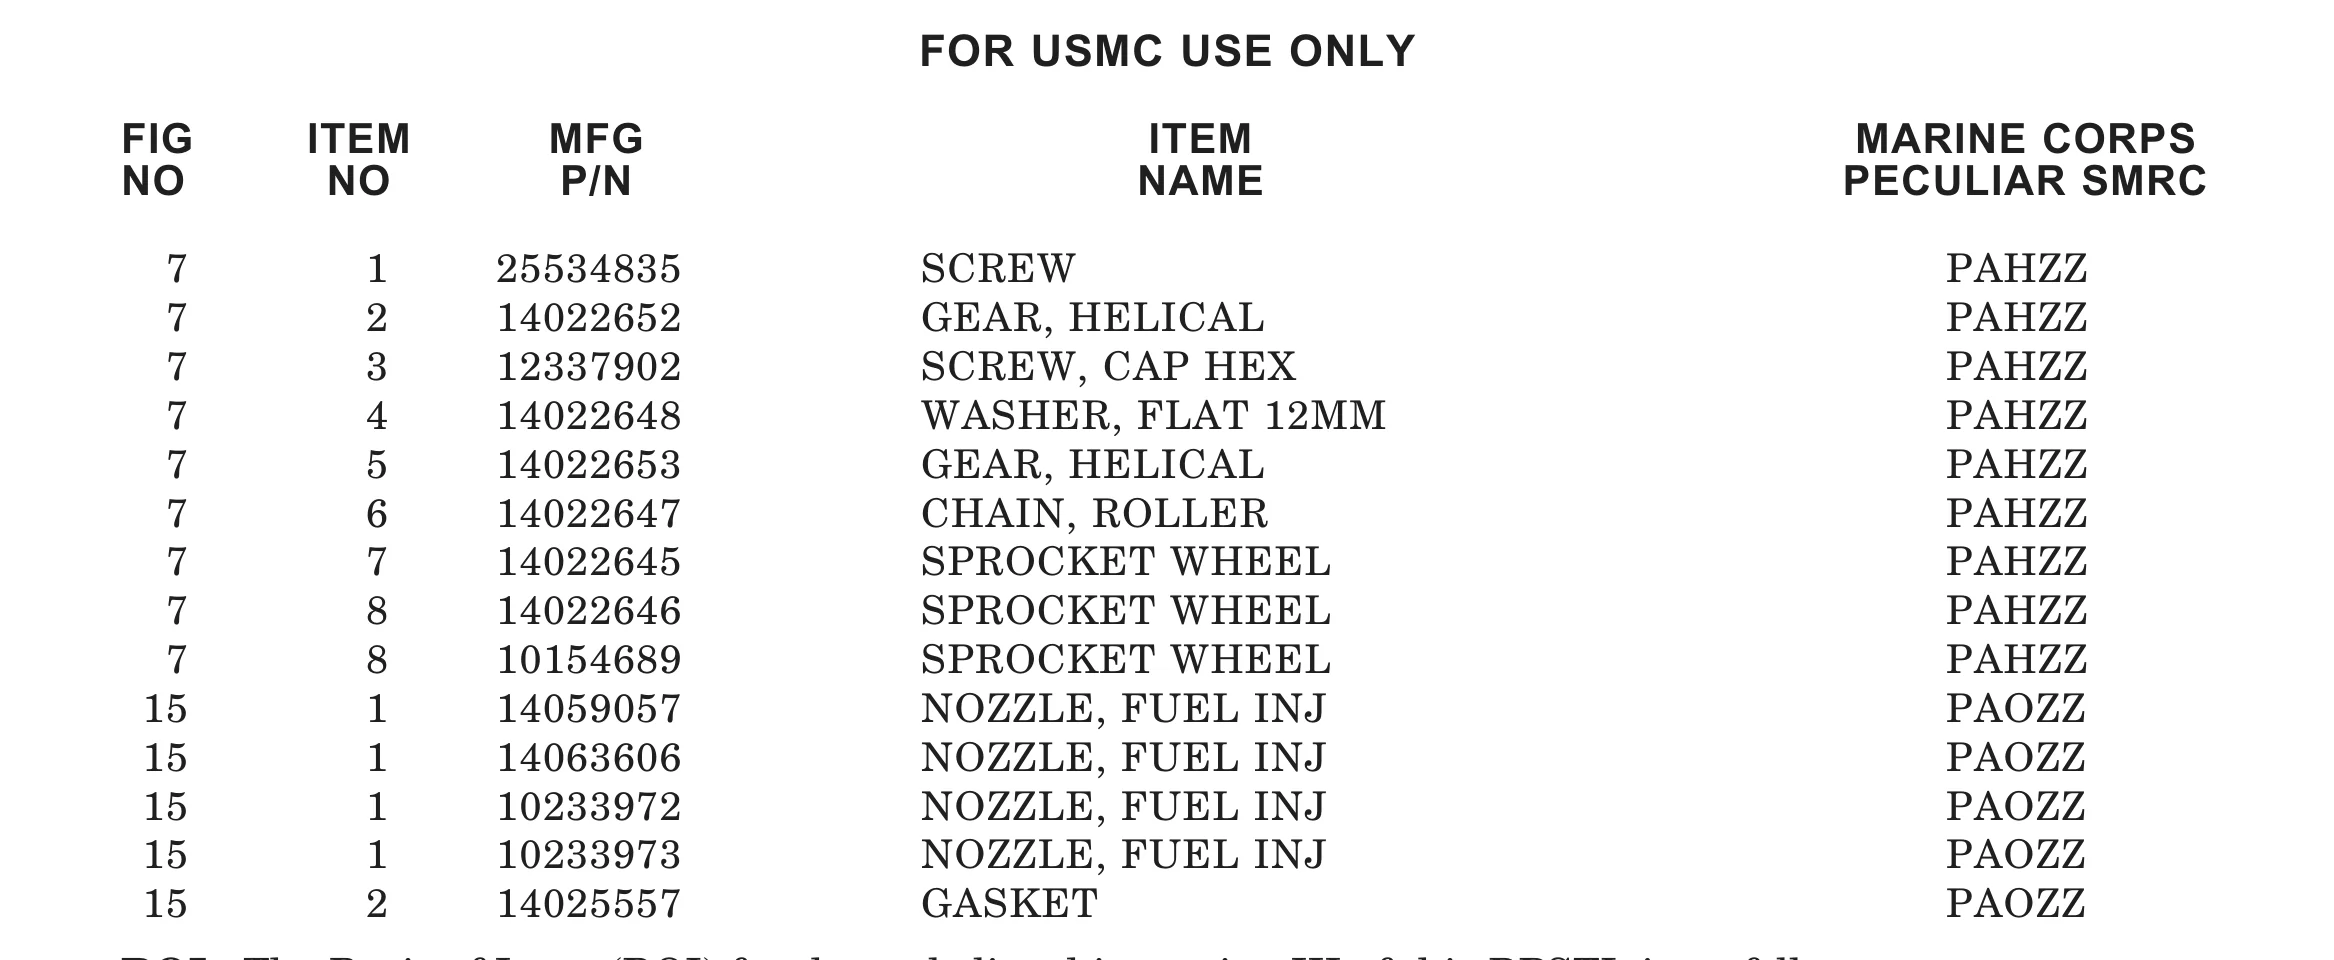 FOR USMC USE ONLY
FIG ITEM MFG ITEM MARINE CORPS
NO NO P/N NAME PECULIAR SMRC
7 1 25534835 SCREW PAHZZ
7 2 14022652 GEAR, HELICAL PAHZZ
7 3 12337902 SCREW, CAP HEX PAHZZ
7 4 14022648 WASHER, FLAT 12MM PAHZZ
7 5 14022653 GEAR, HELICAL PAHZZ
7 6 14022647 CHAIN, ROLLER PAHZZ
7 7 14022645 SPROCKET WHEEL PAHZZ
7 8 14022646 SPROCKET WHEEL PAHZZ
7 8 10154689 SPROCKET WHEEL PAHZZ
15 1 14059057 NOZZLE, FUEL INJ PAOZZ
15 1 14063606 NOZZLE, FUEL INJ PAOZZ
15 1 10233972 NOZZLE, FUEL INJ PAOZZ
15 1 10233973 NOZZLE, FUEL INJ PAOZZ
15 2 14025557 GASKET PAOZZ